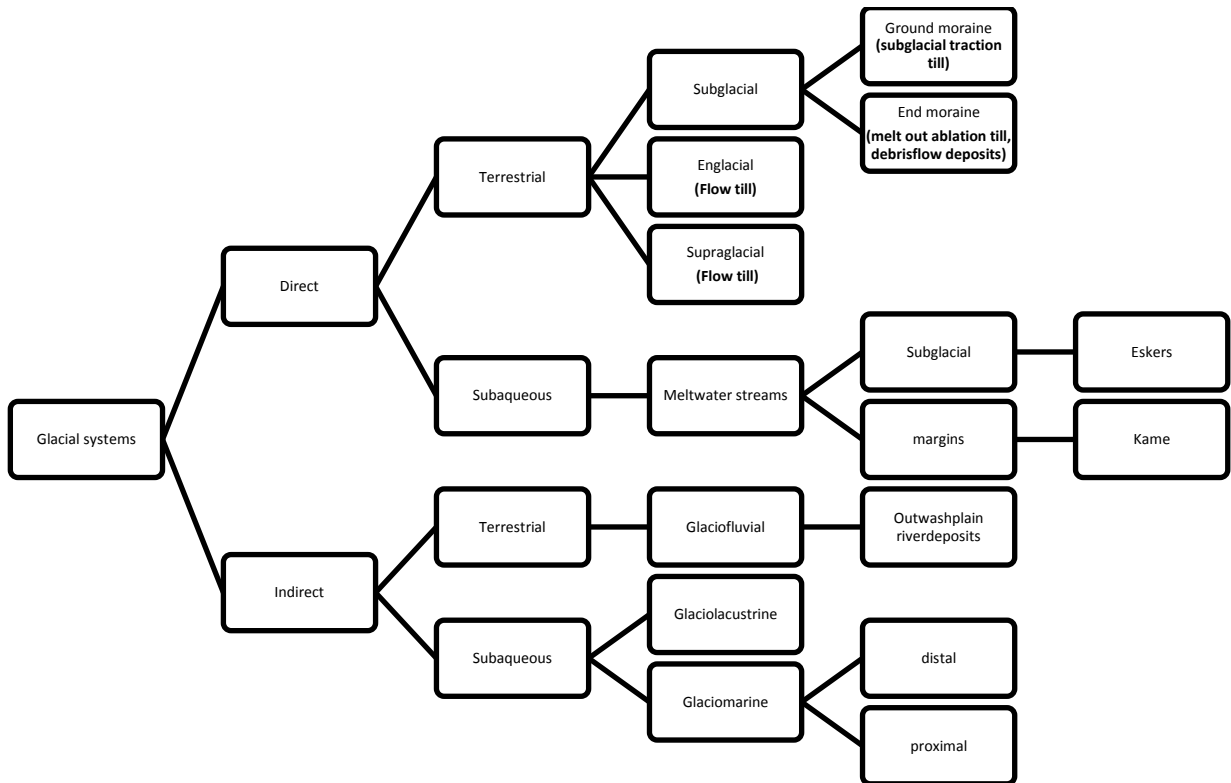 Ground moraine
(subglacial traction
till)
Subglacial
End moraine
(melt out ablation till,
debrisflow deposits)
Terrestrial
Englacial
(Flow till)
Supraglacial
(Flow till)
Direct
Subglacial
Eskers
Subaqueous
Meltwater streams
margins
Kame
Glacial systems
Terrestrial
Glaciofluvial
Outwashplain
riverdeposits
Indirect
Glaciolacustrine
Subaqueous
distal
Glaciomarine
proximal